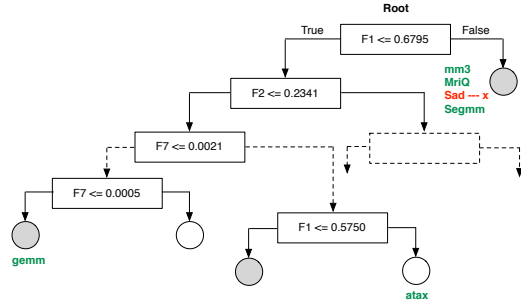 Root
True
F1 <= 0.6795
False
mm3
MriQ
Sad --- x
Segmm
F2 <= 0.2341
F7 <= 0.0021
F7 <= 0.0005
F1 <= 0.5750
gemm
atax